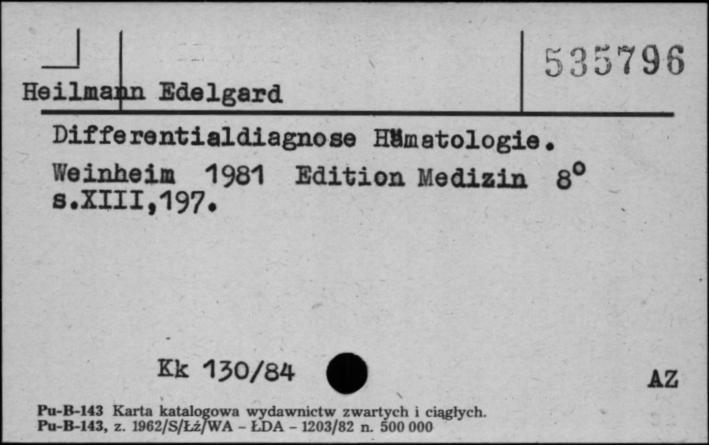 535796
Heilmann Edelgard
Differentialdiagnose Hämatologie.
Weinheim 1981 Edition Medizin 8°
s.XIII,197.
Kk 130/84
AZ
Pu-B-143 Karta katalogowa wydawnictw zwartych i ciągłych.
Pu-B-143, z. 1962/S/Łź/WA – ŁDA – 1203/82 n. 500 000